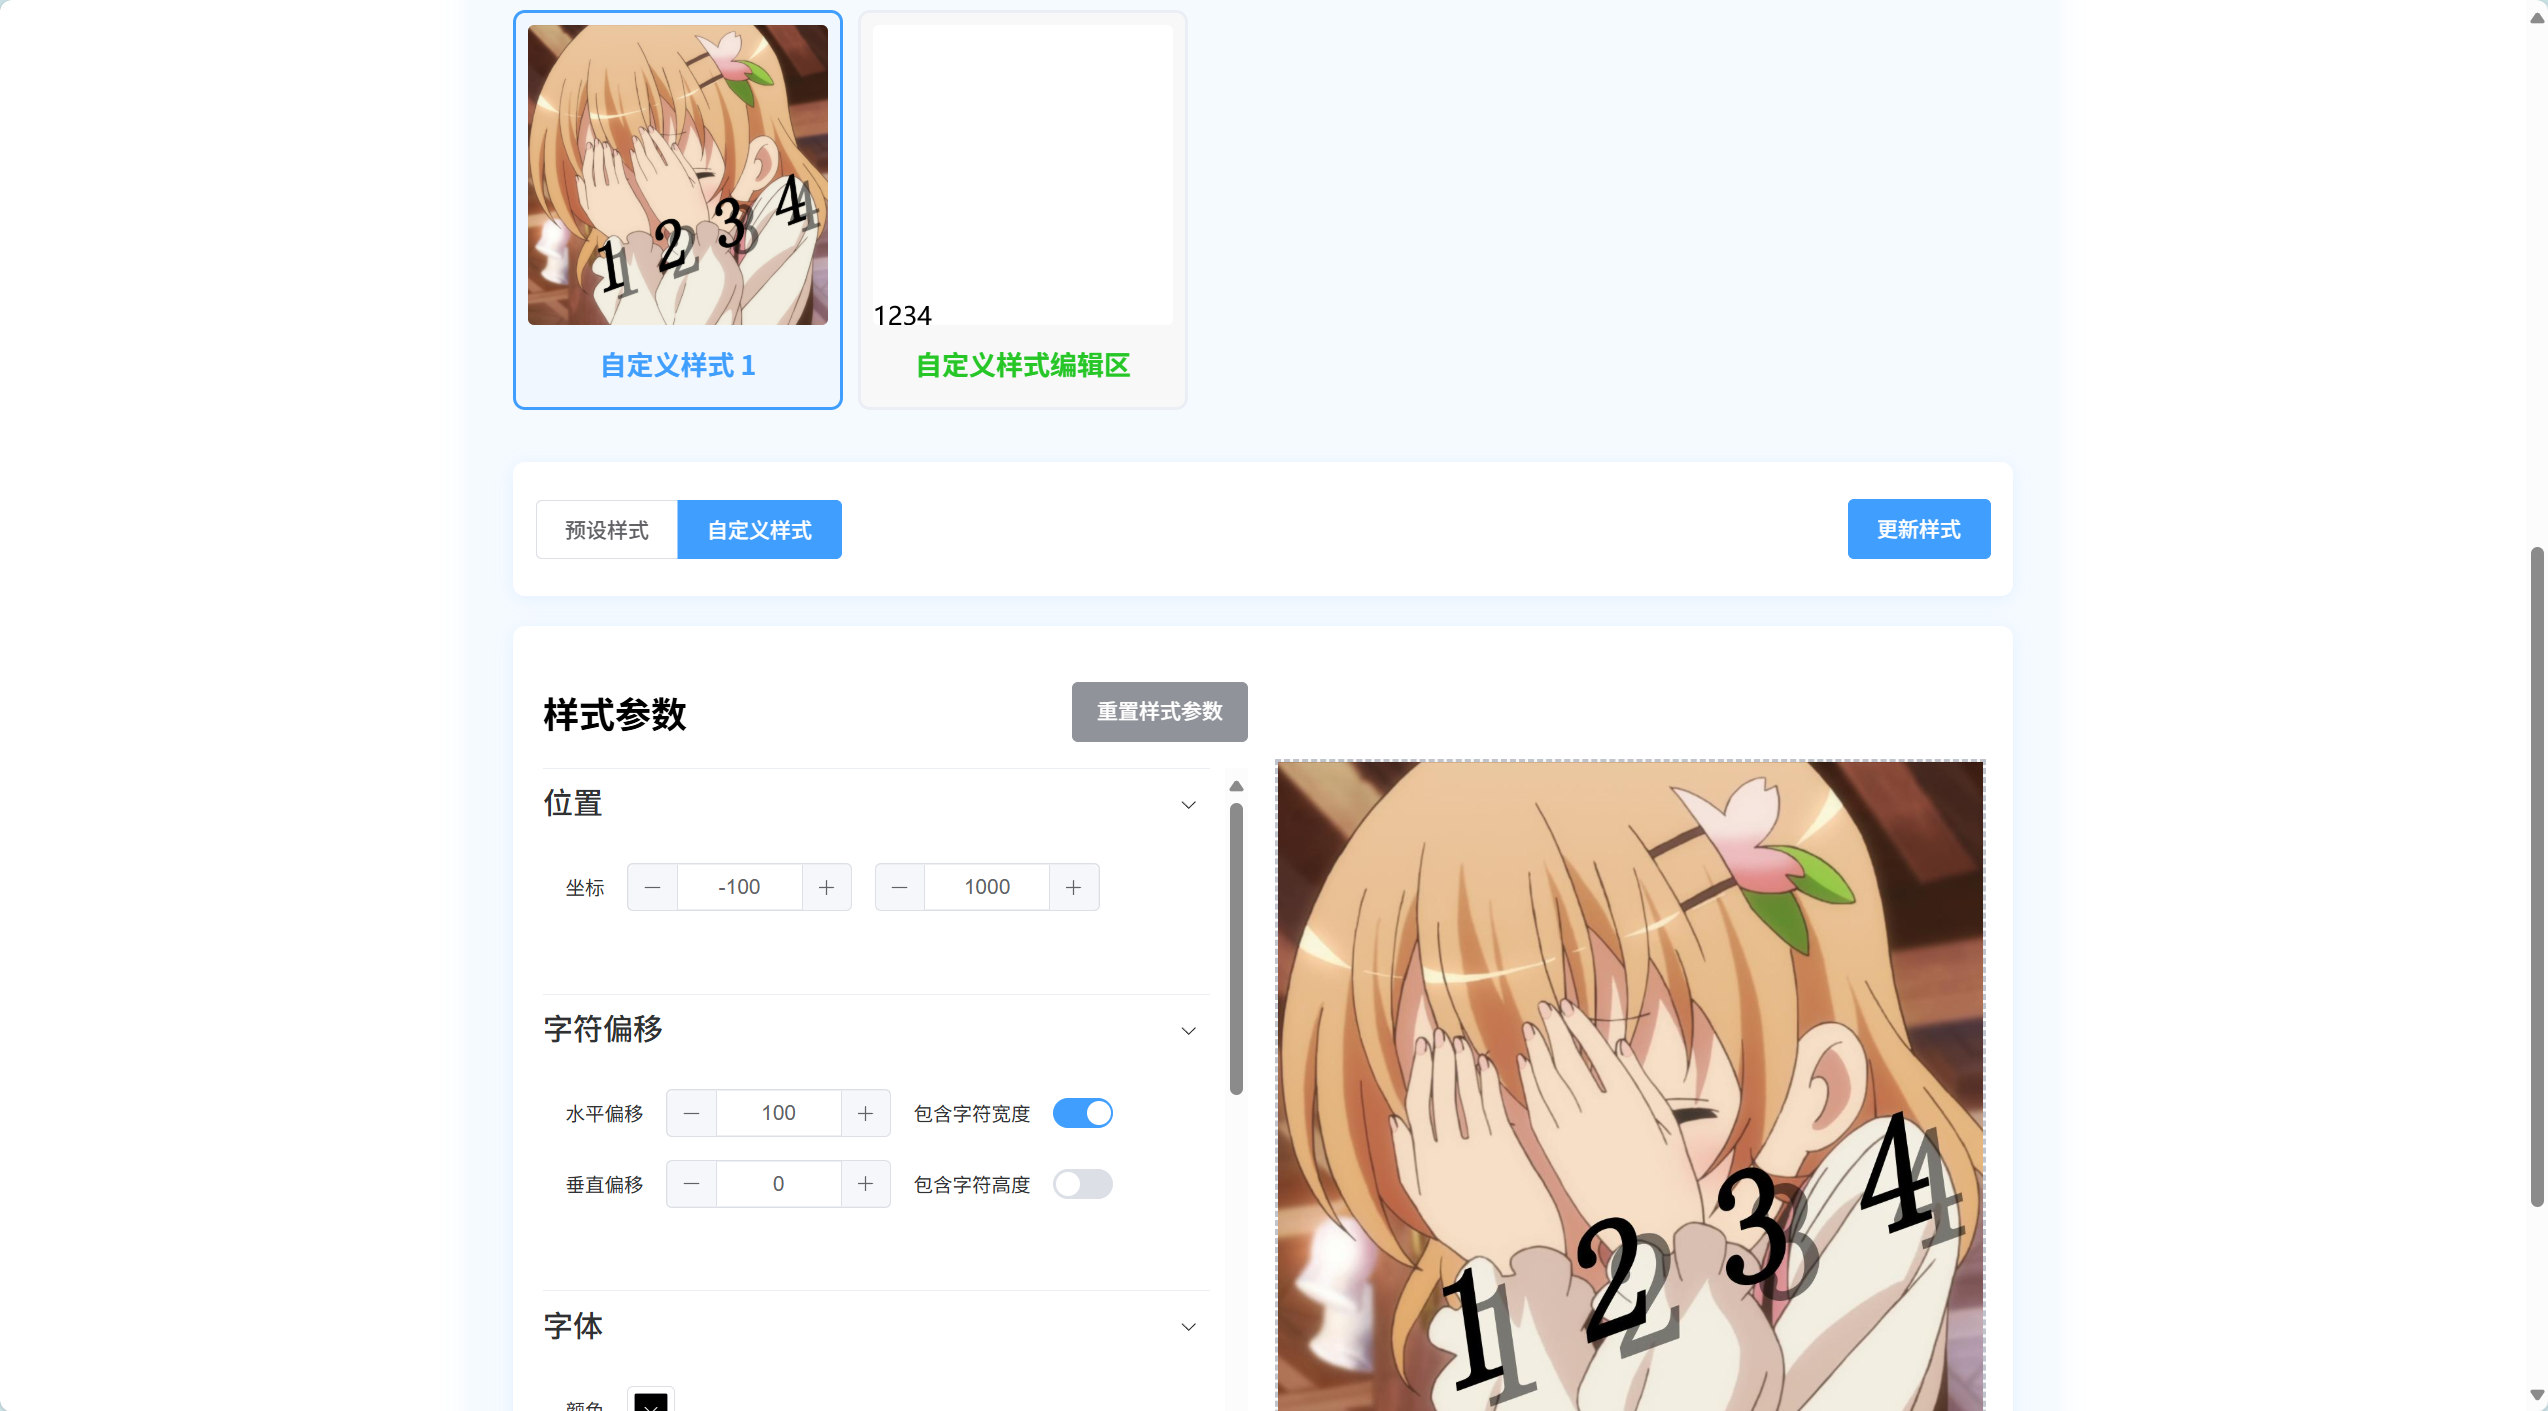 1 2 3 4
1234
自定义样式 1
自定义样式编辑区
预设样式
自定义样式
更新样式
样式参数
重置样式参数
位置
坐标
-100
1000
字符偏移
水平偏移
100
包含字符宽度
垂直偏移
0
包含字符高度
字体
颜色
1 2 3 4